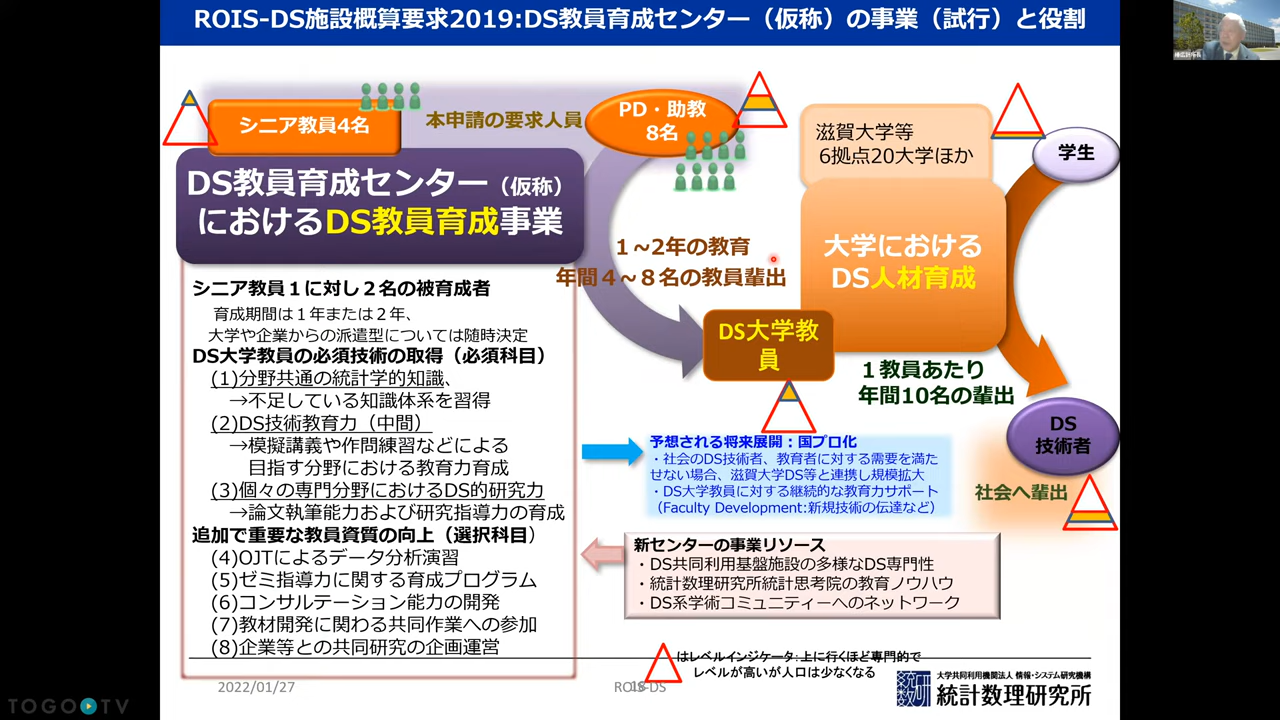 ROIS-DS施設概算要求2019:DS教員育成センター（仮称）の事業（試行）と役割
シニア教員4名
本申請の要求人員
PD・助教
8名
滋賀大学等
6拠点20大学ほか
学生
DS教員育成センター（仮称）
におけるDS教員育成事業
１~2年の教育
年間４~８名の教員輩出
大学における
DS人材育成
DS大学教
員
１教員あたり
年間10名の輩出
DS
技術者
社会へ輩出
シニア教員１に対し２名の被育成者
育成期間は１年または２年、
大学や企業からの派遣型については随時決定
DS大学教員の必須技術の取得（必須科目）
(1)分野共通の統計学的知識、
→不足している知識体系を習得
(2)DS技術教育力（中間）
→模擬講義や作問練習などによる
目指す分野における教育力育成
(3)個々の専門分野におけるDS的研究力
→論文執筆能力および研究指導力の育成
追加で重要な教員資質の向上（選択科目）
(4)OJTによるデータ分析演習
(5)ゼミ指導力に関する育成プログラム
(6)コンサルテーション能力の開発
(7)教材開発に関わる共同作業への参加
(8)企業等との共同研究の企画運営
予想される将来展開：国プロ化
・社会のDS技術者、教育者に対する需要を満た
せない場合、滋賀大学DS等と連携し規模拡大
・DS大学教員に対する継続的な教育力サポート
（Faculty Development:新規技術の伝達など）
新センターの事業リソース
・DS共同利用基盤施設の多様なDS専門性
・統計数理研究所統計思考院の教育ノウハウ
・DS系学術コミュニティーへのネットワーク
はレベルインジケータ：上に行くほど専門的で
レベルが高いが人口は少なくなる
2022/01/27
ROIS-DS
大学共同利用機関法人 情報・システム研究機構
統計数理研究所
TOGO TV